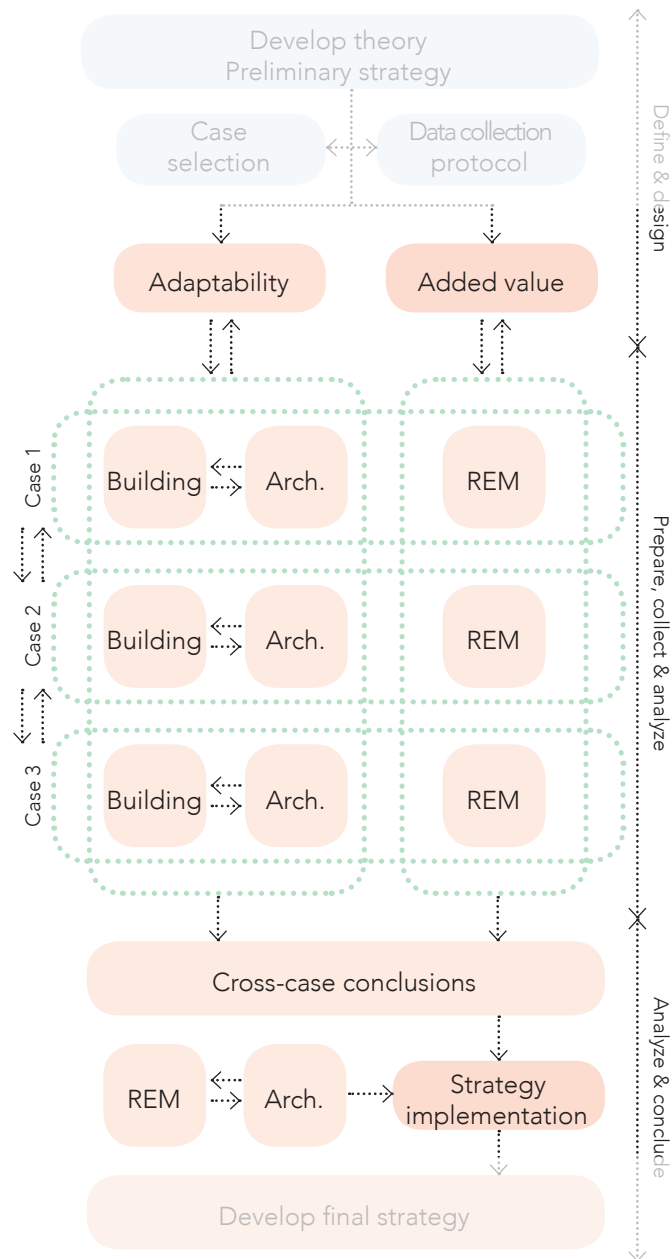 Develop theory
Preliminary strategy
Case
selection
Data collection
protocol
Define & design
Adaptability
Added value
Case 1
Building
Arch.
REM
Case 2
Building
Arch.
REM
Prepare, collect & analyze
Case 3
Building
Arch.
REM
Cross-case conclusions
REM
Arch.
Strategy
implementation
Analyze & conclude
Develop final strategy